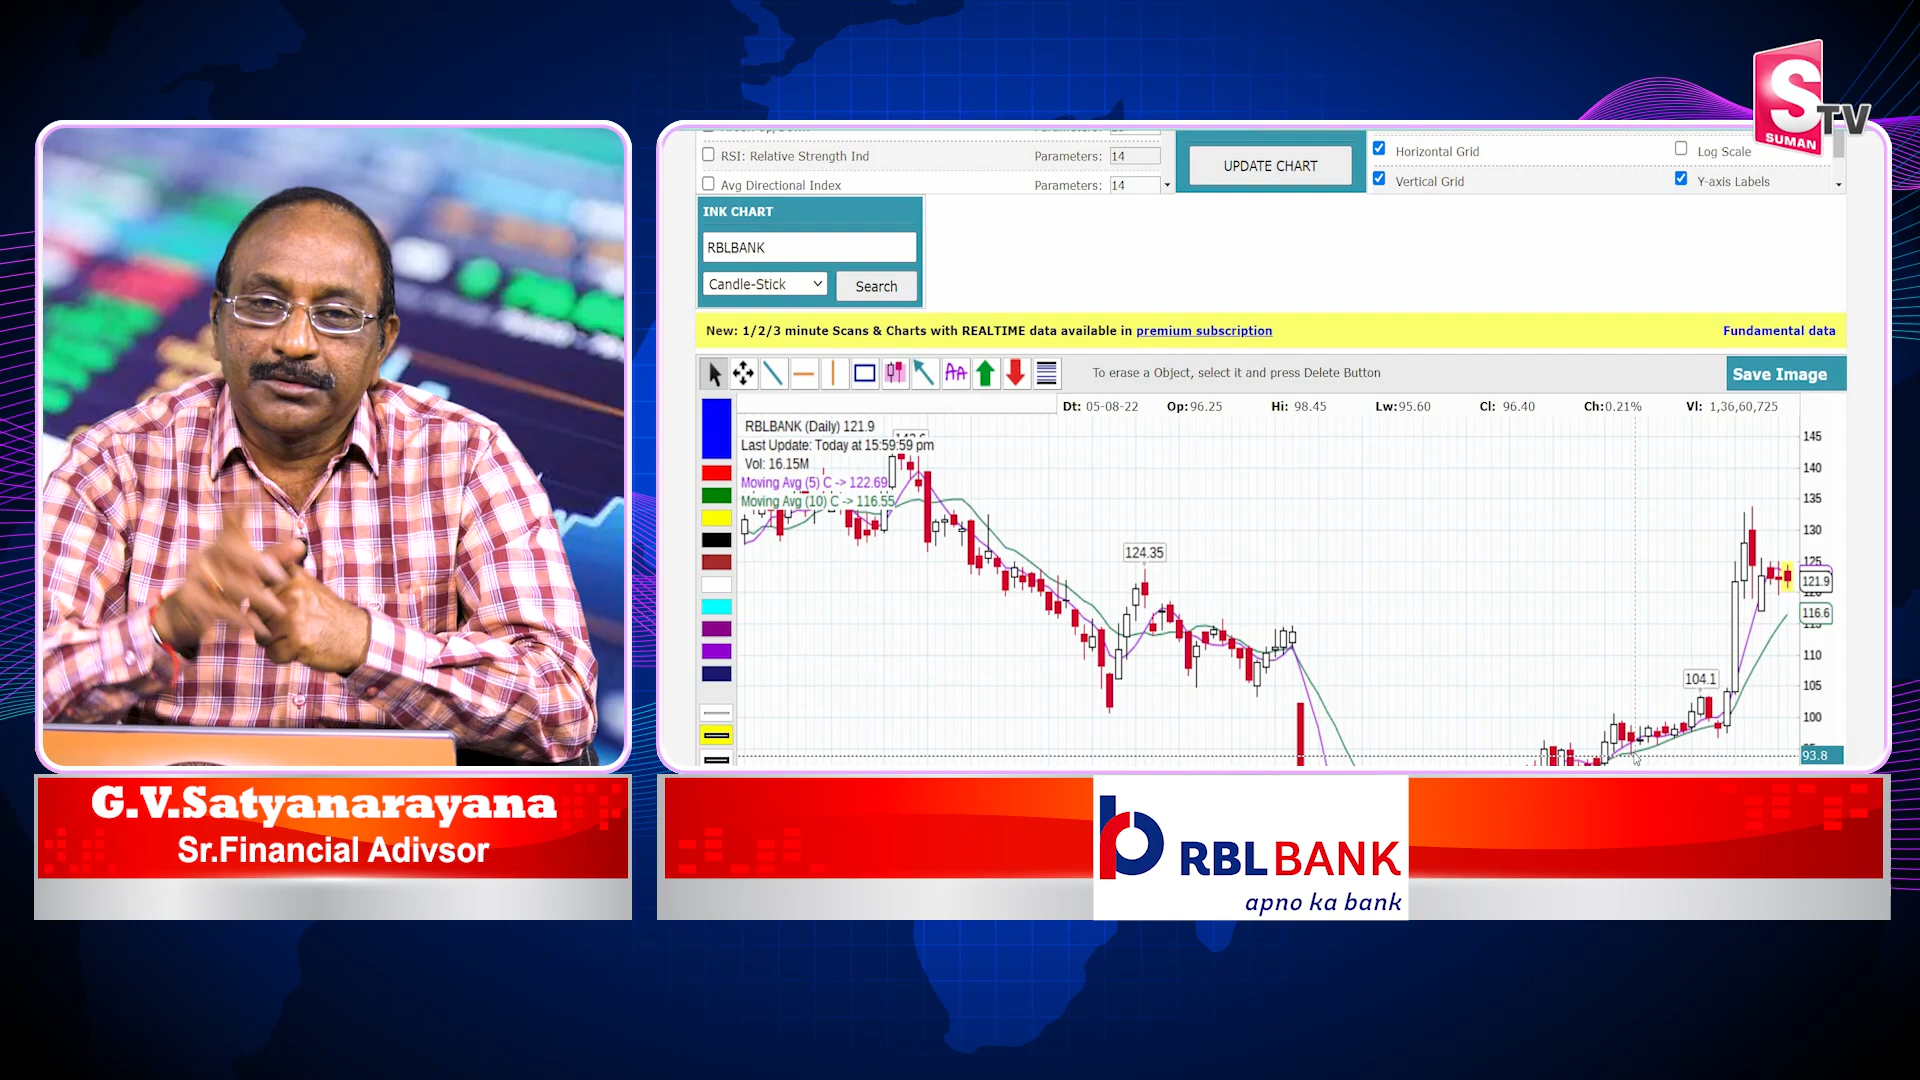 S
TV
SUMAN
RSI: Relative Strength Ind Parameters: 14
Avg Directional Index Parameters: 14
UPDATE CHART
Horizontal Grid Log Scale
Vertical Grid Y-axis Labels
INK CHART
RBLBANK
Candle-Stick Search
New: 1/2/3 minute Scans & Charts with REALTIME data available in premium subscription Fundamental data
AA To erase a Object, select it and press Delete Button Save Image
Dt: 05-08-22 Op:96.25 Hi: 98.45 Lw:95.60 Cl: 96.40 Ch:0.21% Vl: 1,36,60,725
RBLBANK (Daily) 121.9
Last Update: Today at 15:59:59 pm
Vol: 16.15M
Moving Avg (5) C -> 122.69
Moving Avg (10) C -> 116.55
124.35
104.1
145
140
135
130
125
121.9
120
116.6
115
110
105
100
93.8
G.V.Satyanarayana
Sr.Financial Adivsor
RBL BANK
apno ka bank